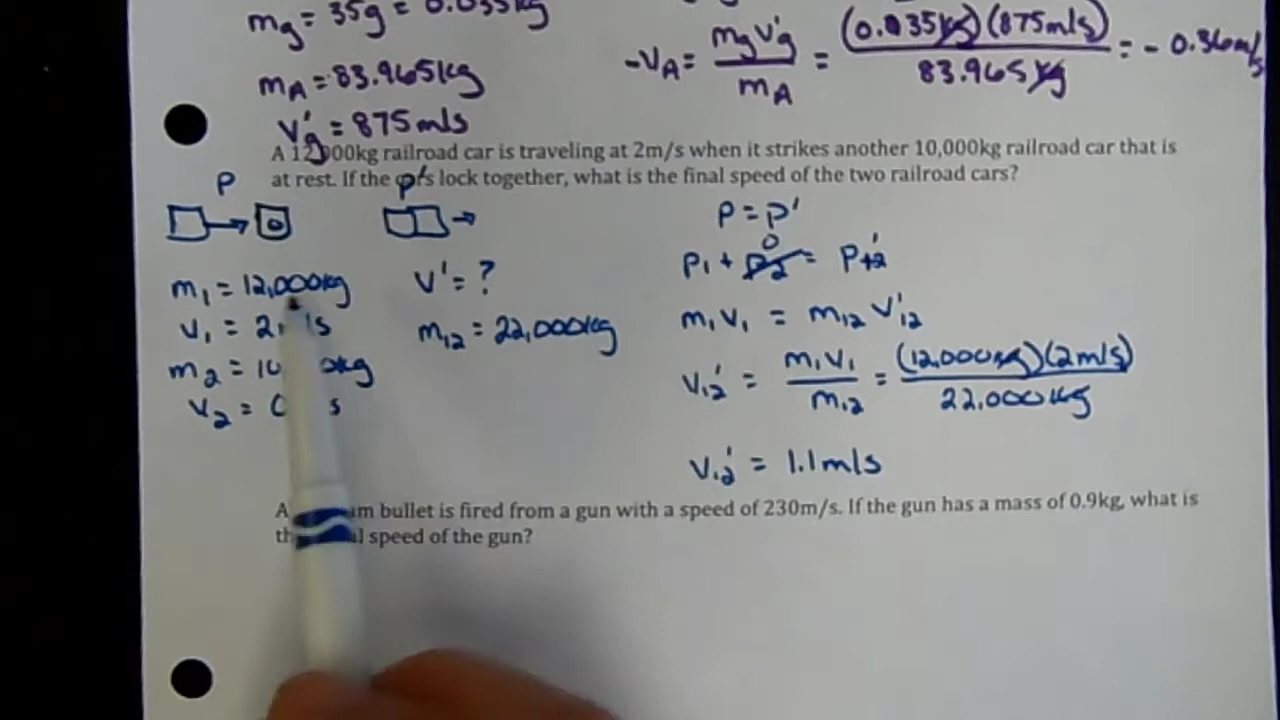 mg = 35g = 0.035kg
mA = 83.965kg
v'g = 875m/s
-vA = mgv'g / mA = (0.035kg)(875m/s) / 83.965kg = - 0.36m/s
A 12,000kg railroad car is traveling at 2m/s when it strikes another 10,000kg railroad car that is
at rest. If the lock together, what is the final speed of the two railroad cars?
P P'
m1 = 12,000kg
v1 = 2 /s
m2 = 10 0kg
v2 = 0 s
v' = ?
m12 = 22,000kg
P = P'
P1 + P2 0 = P'1+2
m1v1 = m12 v'12
v'12 = m1v1 / m12 = (12,000kg)(2m/s) / 22,000kg
v'12 = 1.1m/s
A bullet is fired from a gun with a speed of 230m/s. If the gun has a mass of 0.9kg, what is
speed of the gun?